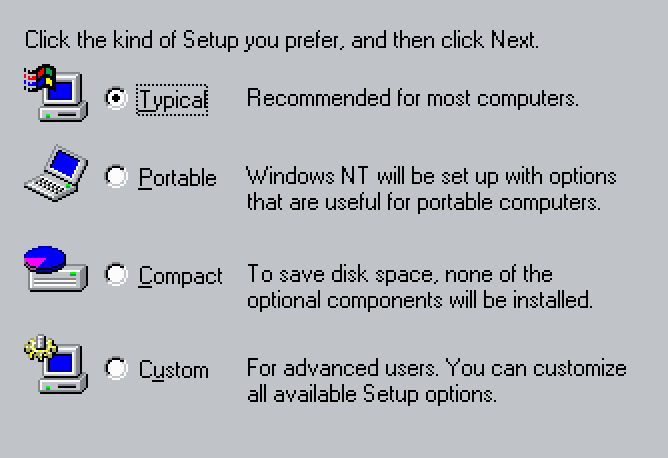 Click the kind of Setup you prefer, and then click Next.
Typical Recommended for most computers.
Portable Windows NT will be set up with options
that are useful for portable computers.
Compact To save disk space, none of the
optional components will be installed.
Custom For advanced users. You can customize
all available Setup options.